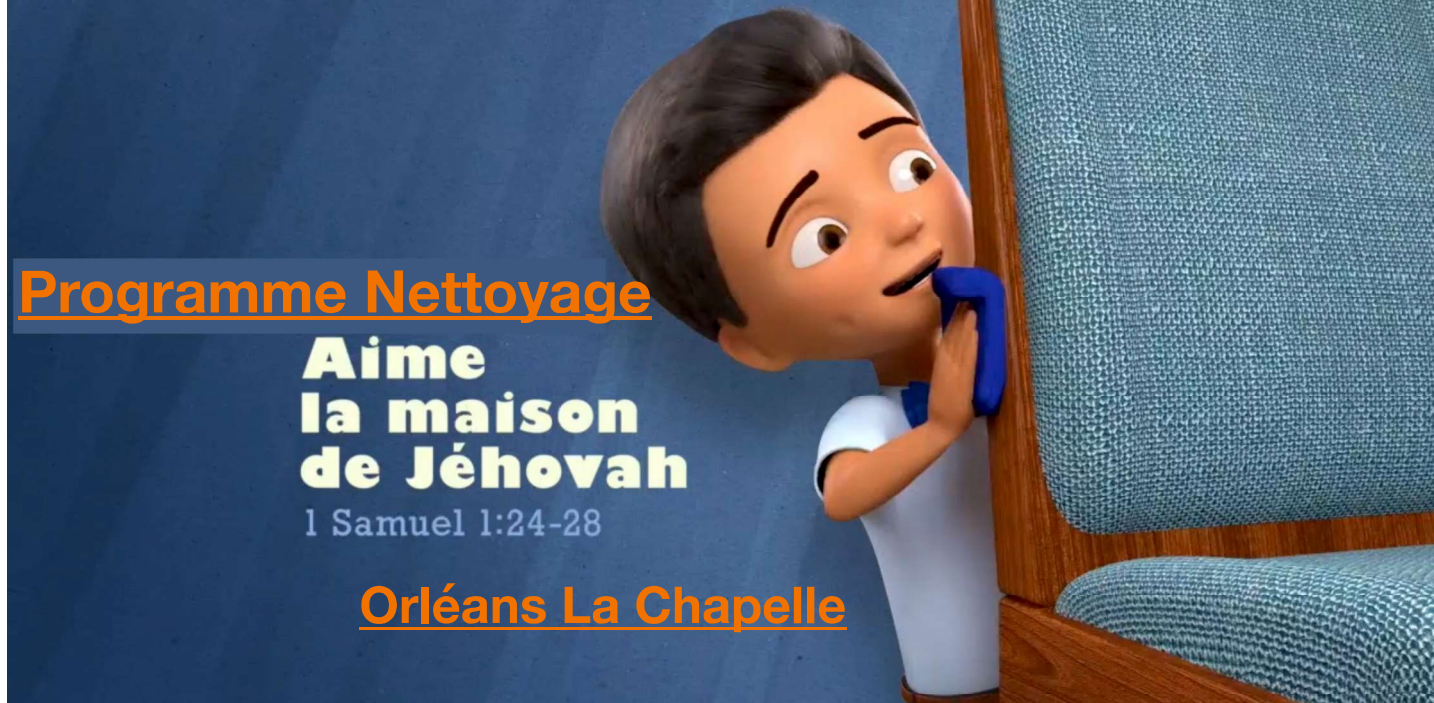 Programme Nettoyage
Aime
la maison
de Jéhovah
1 Samuel 1:24-28
Orléans La Chapelle